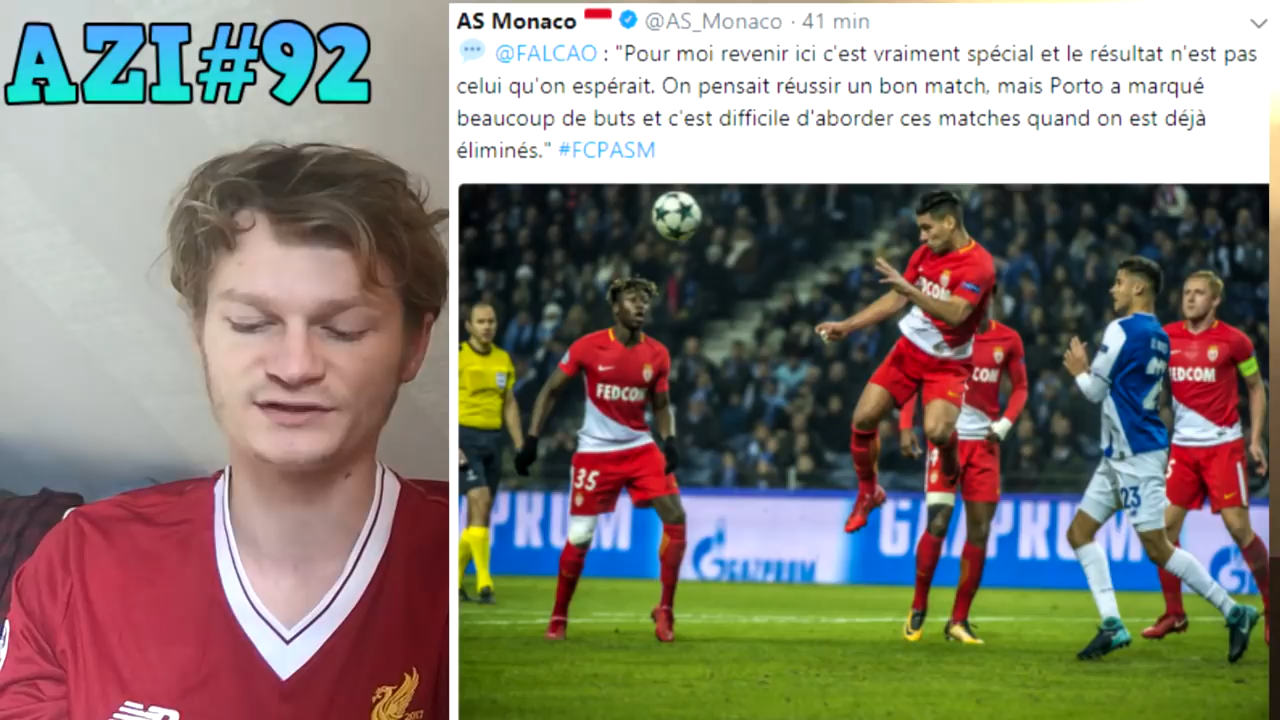 AZI#92
AS Monaco @AS_Monaco · 41 min
@FALCAO : "Pour moi revenir ici c'est vraiment spécial et le résultat n'est pas
celui qu'on espérait. On pensait réussir un bon match, mais Porto a marqué
beaucoup de buts et c'est difficile d'aborder ces matches quand on est déjà
éliminés." #FCPASM
FEDCOM
35
23
GAZPROM
GAZPROM
2017